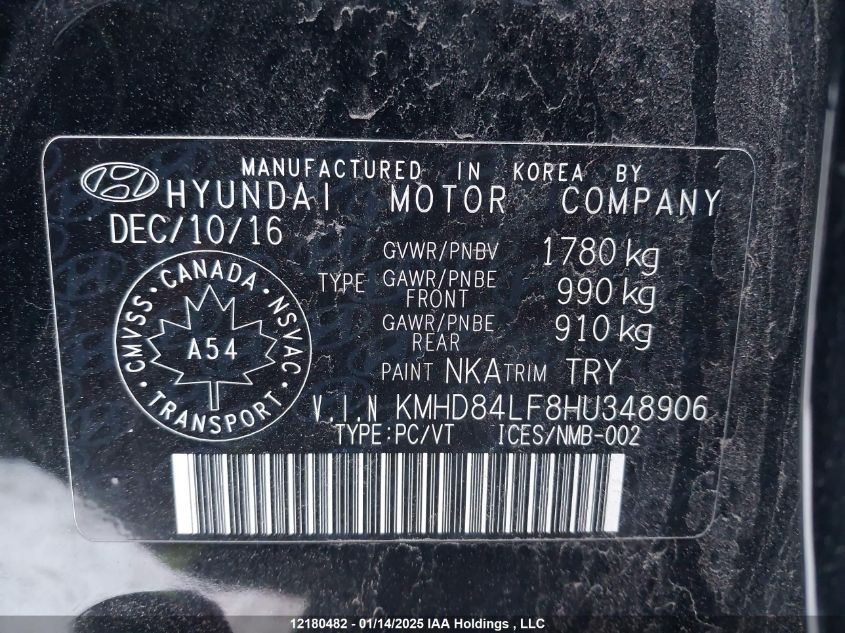 MANUFACTURED IN KOREA BY
HYUNDAI MOTOR COMPANY
DEC/10/16
GVWR/PNBV 1780 kg
TYPE GAWR/PNBE FRONT 990 kg
GAWR/PNBE REAR 910 kg
PAINT NKA TRIM TRY
CMVSS · CANADA · NSVAC
A54
TRANSPORT
V.I.N KMHD84LF8HU348906
TYPE:PC/VT ICES/NMB-002
12180482 - 01/14/2025 IAA Holdings , LLC